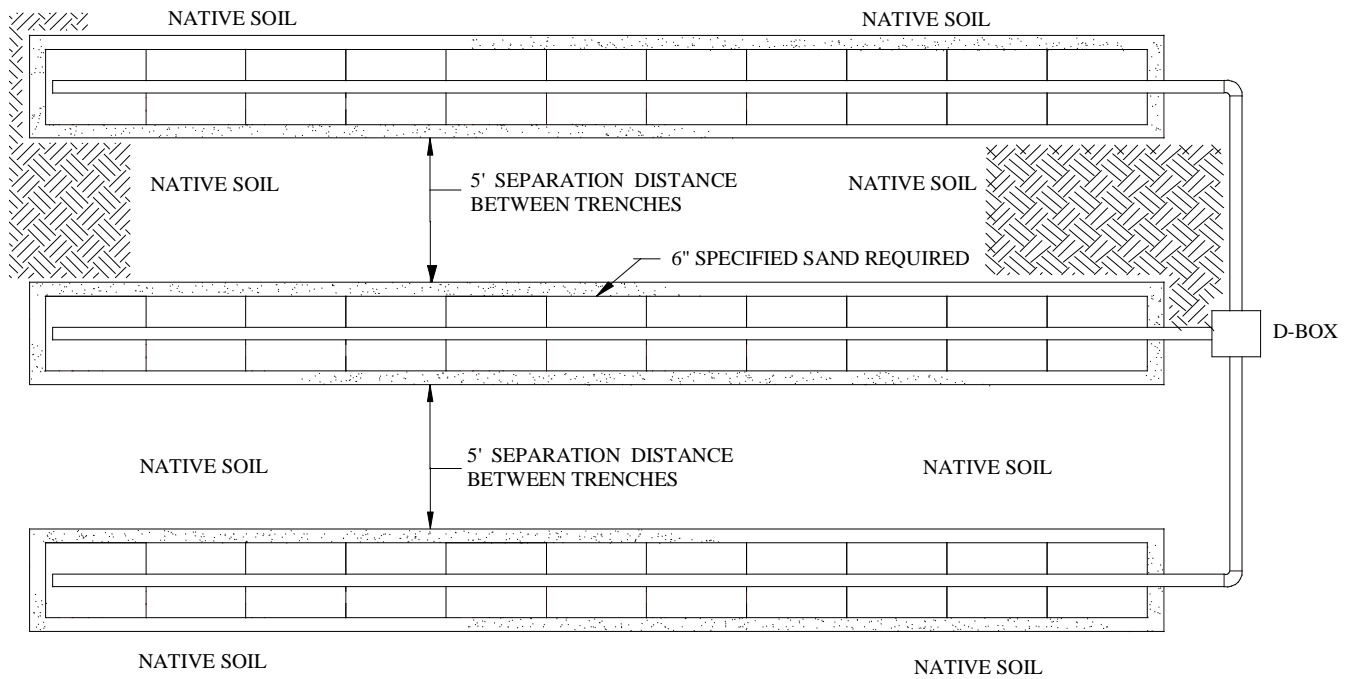 NATIVE SOIL
NATIVE SOIL
NATIVE SOIL
5' SEPARATION DISTANCE
BETWEEN TRENCHES
NATIVE SOIL
6" SPECIFIED SAND REQUIRED
D-BOX
NATIVE SOIL
5' SEPARATION DISTANCE
BETWEEN TRENCHES
NATIVE SOIL
NATIVE SOIL
NATIVE SOIL